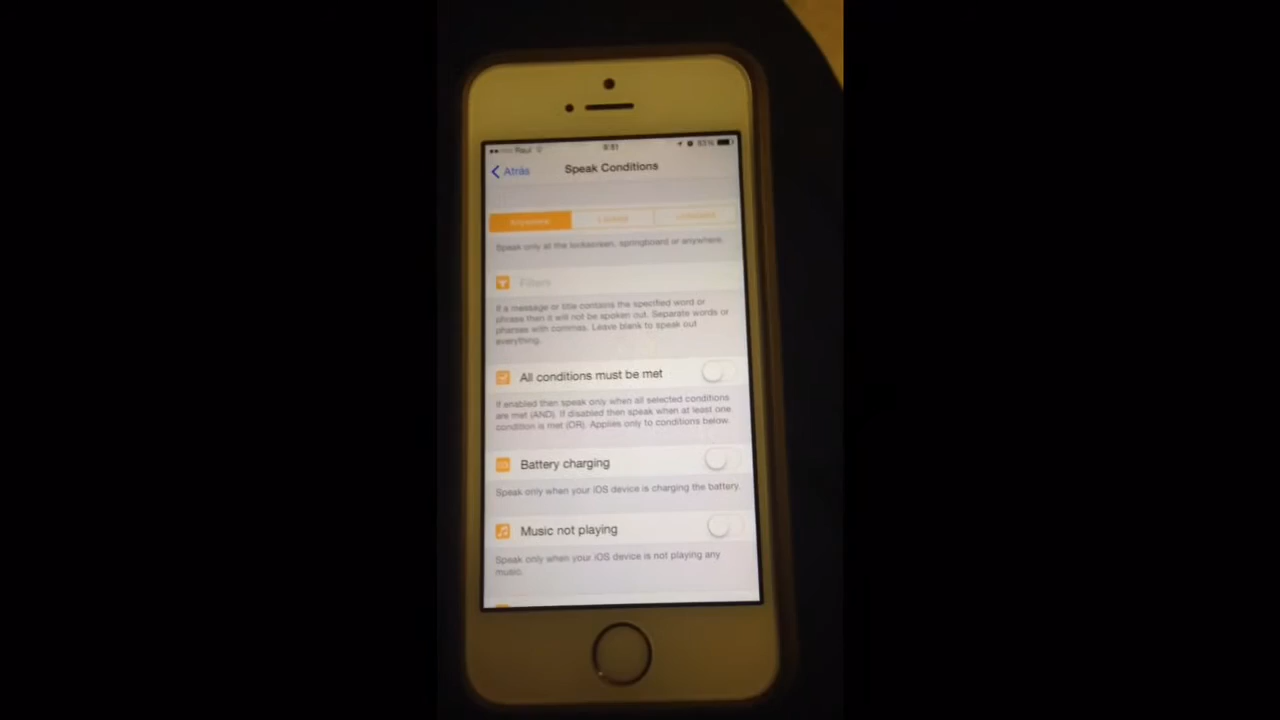 Raul 83%
Atrás Speak Conditions
Anywhere
Speak only at the lockscreen, springboard or anywhere.
Filters
If a message or title contains the specified word or
phrase then it will not be spoken out. Separate words or
pharses with commas. Leave blank to speak out
everything.
All conditions must be met
If enabled then speak only when all selected conditions
are met (AND). If disabled then speak when at least one
condition is met (OR). Applies only to conditions below.
Battery charging
Speak only when your iOS device is charging the battery.
Music not playing
Speak only when your iOS device is not playing any
music.